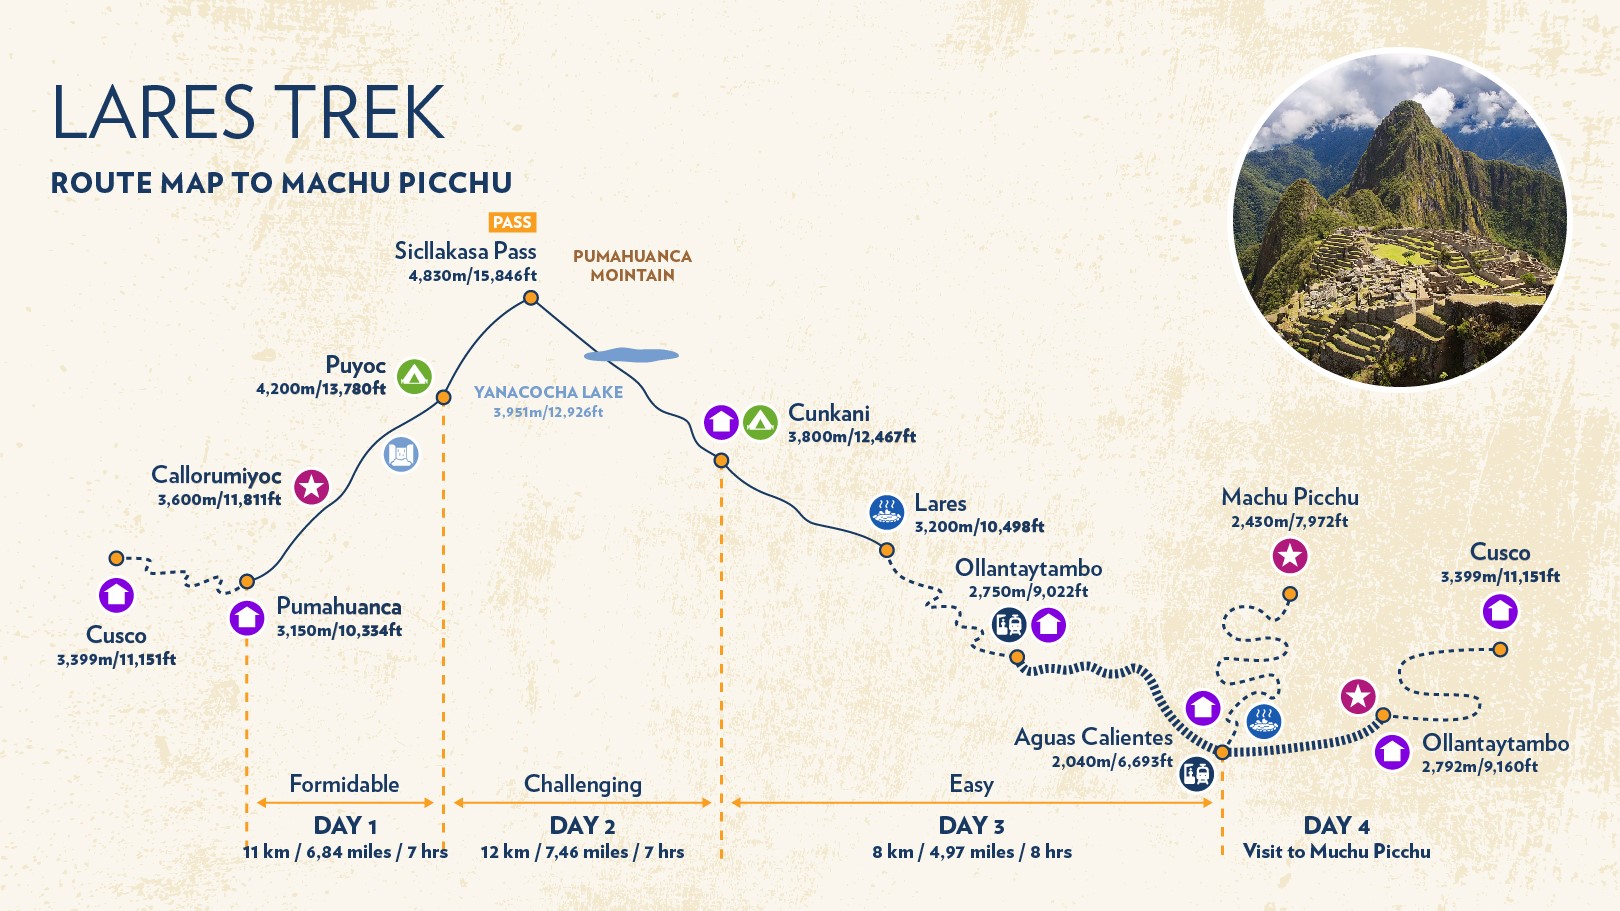 LARES TREK
ROUTE MAP TO MACHU PICCHU
PASS
Sicllakasa Pass
4,830m/15,846ft
PUMAHUANCA
MOINTAIN
Puyoc
4,200m/13,780ft
YANACOCHA LAKE
3,951m/12,926ft
Cunkani
3,800m/12,467ft
Callorumiyoc
3,600m/11,811ft
Lares
3,200m/10,498ft
Machu Picchu
2,430m/7,972ft
Cusco
3,399m/11,151ft
Ollantaytambo
2,750m/9,022ft
Pumahuanca
3,150m/10,334ft
Cusco
3,399m/11,151ft
Aguas Calientes
2,040m/6,693ft
Ollantaytambo
2,792m/9,160ft
Formidable
DAY 1
11 km / 6,84 miles / 7 hrs
Challenging
DAY 2
12 km / 7,46 miles / 7 hrs
Easy
DAY 3
8 km / 4,97 miles / 8 hrs
DAY 4
Visit to Muchu Picchu